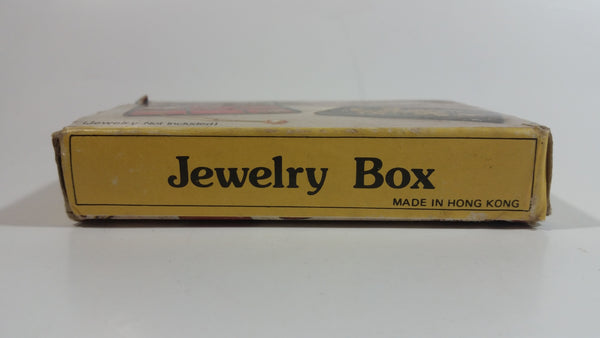 (Jewelry Not Included)
Jewelry Box
MADE IN HONG KONG